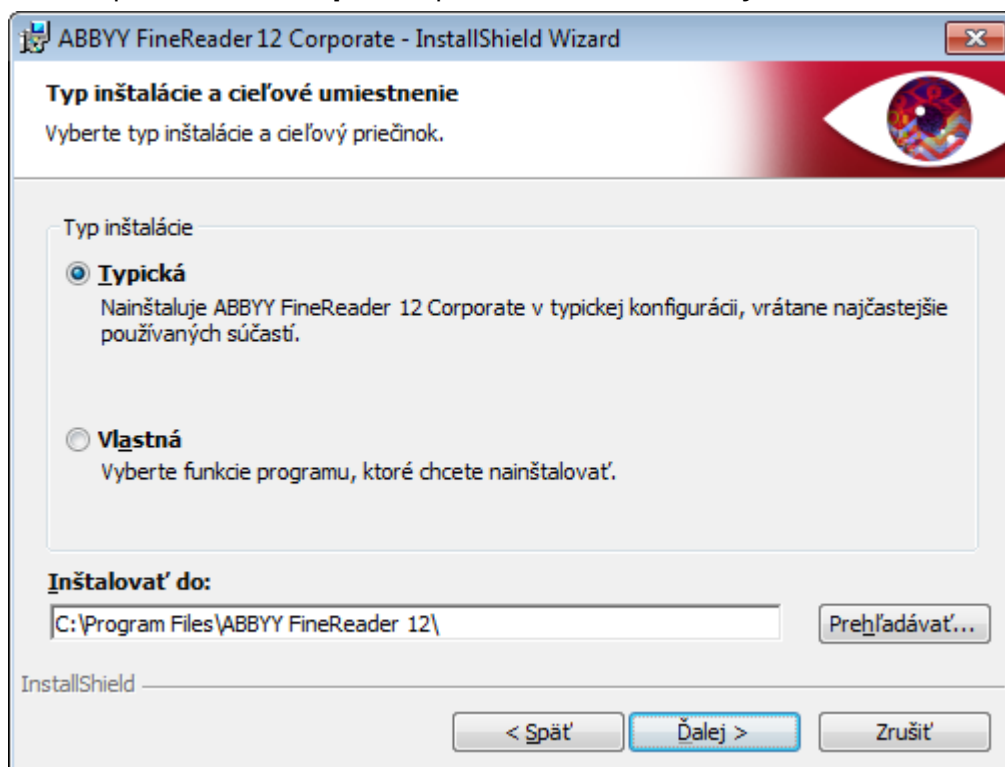 ABBYY FineReader 12 Corporate - InstallShield Wizard
Typ inštalácie a cieľové umiestnenie
Vyberte typ inštalácie a cieľový priečinok.
Typ inštalácie
Typická
Nainštaluje ABBYY FineReader 12 Corporate v typickej konfigurácii, vrátane najčastejšie
používaných súčastí.
Vlastná
Vyberte funkcie programu, ktoré chcete nainštalovať.
Inštalovať do:
C:\Program Files\ABBYY FineReader 12\
Prehľadávať...
InstallShield
< Späť
Ďalej >
Zrušiť